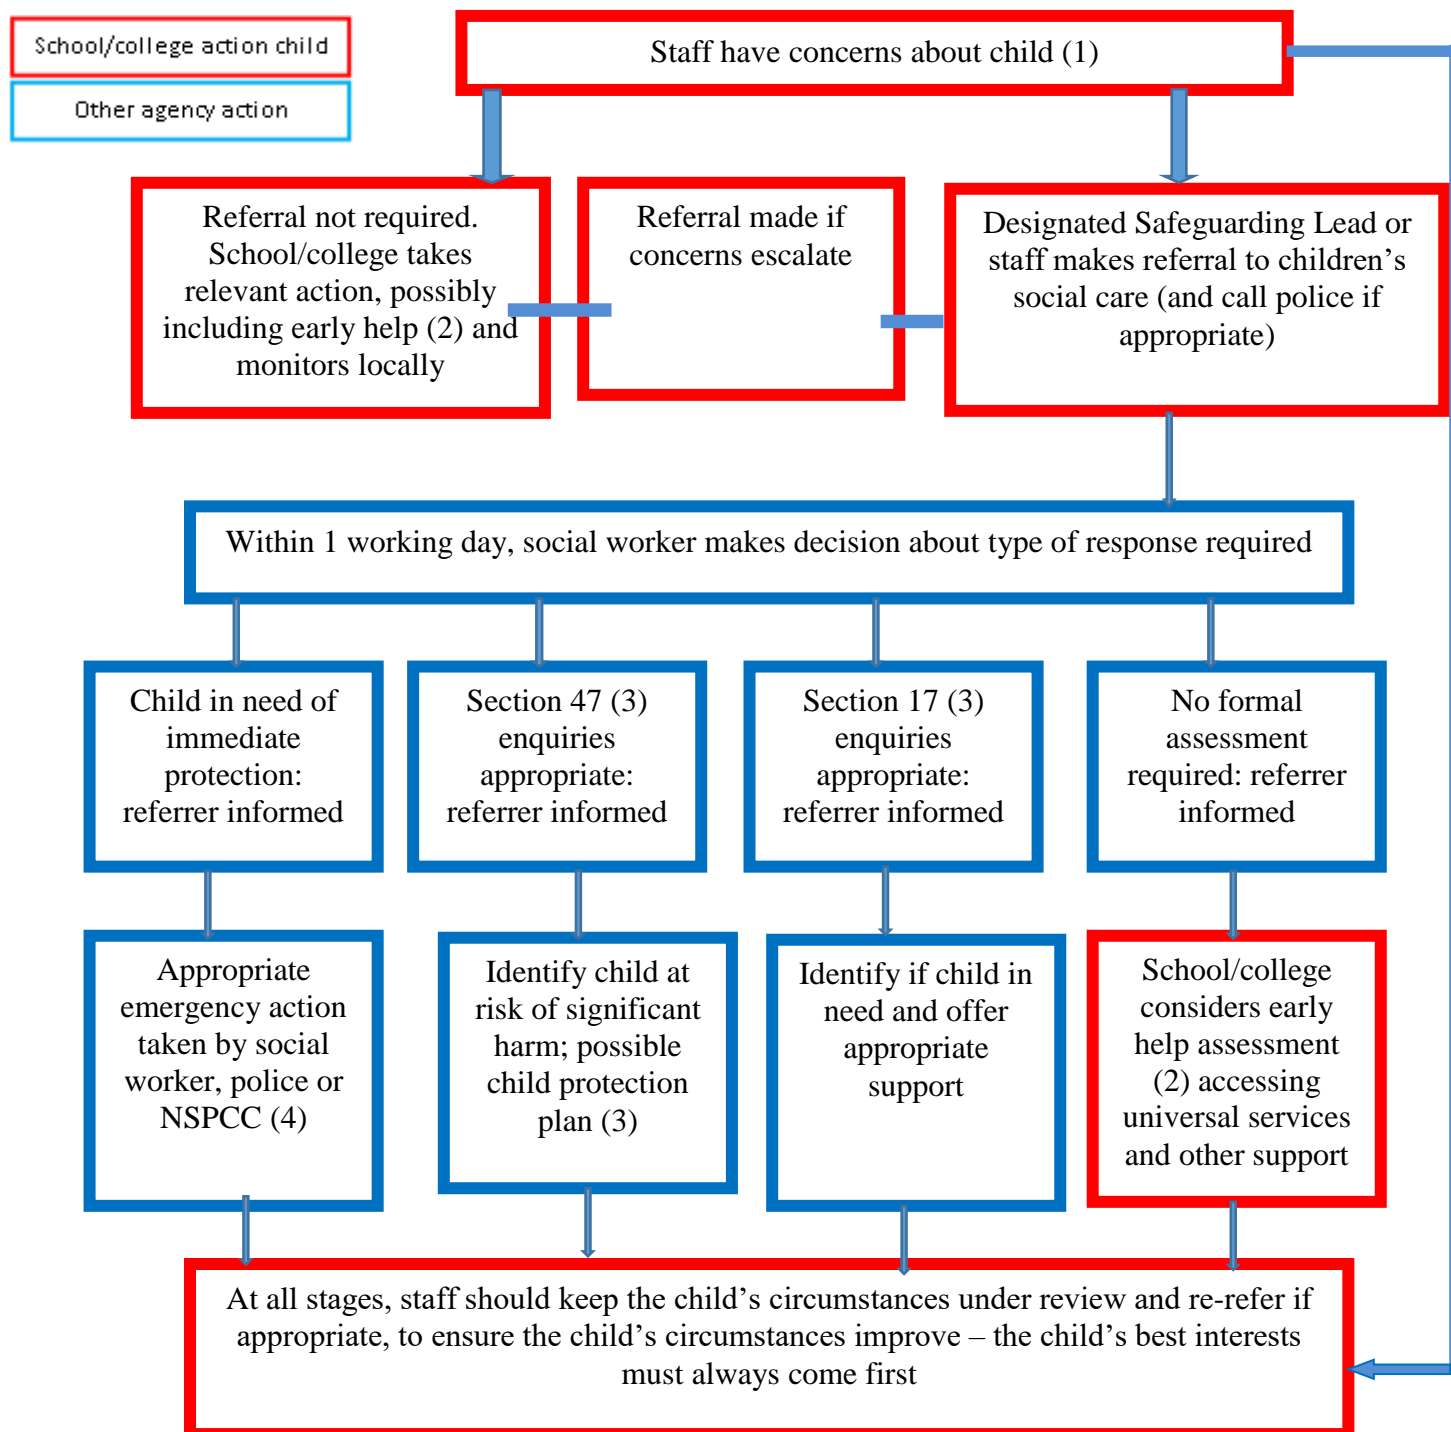 School/college action child
Other agency action
Staff have concerns about child (1)
Referral not required.
School/college takes
relevant action, possibly
including early help (2) and
monitors locally
Referral made if
concerns escalate
Designated Safeguarding Lead or
staff makes referral to children’s
social care (and call police if
appropriate)
Within 1 working day, social worker makes decision about type of response required
Child in need of
immediate
protection:
referrer informed
Section 47 (3)
enquiries
appropriate:
referrer informed
Section 17 (3)
enquiries
appropriate:
referrer informed
No formal
assessment
required: referrer
informed
Appropriate
emergency action
taken by social
worker, police or
NSPCC (4)
Identify child at
risk of significant
harm; possible
child protection
plan (3)
Identify if child in
need and offer
appropriate
support
School/college
considers early
help assessment
(2) accessing
universal services
and other support
At all stages, staff should keep the child’s circumstances under review and re-refer if
appropriate, to ensure the child’s circumstances improve – the child’s best interests
must always come first